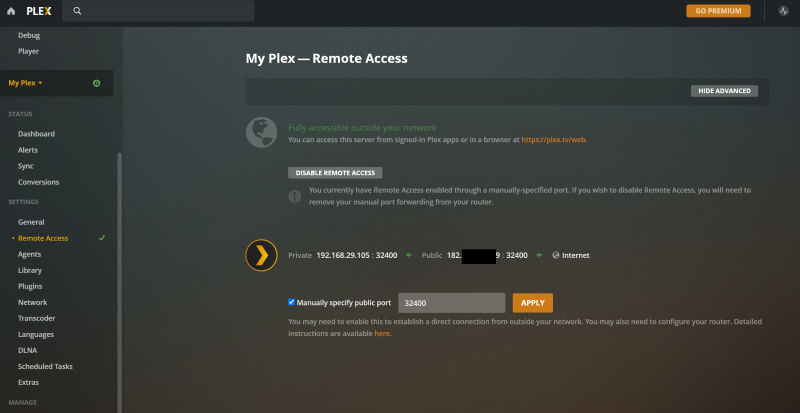 PLEX
GO PREMIUM
Debug
Player
My Plex
STATUS
Dashboard
Alerts
Sync
Conversions
SETTINGS
General
Remote Access
Agents
Library
Plugins
Network
Transcoder
Languages
DLNA
Scheduled Tasks
Extras
MANAGE
My Plex — Remote Access
HIDE ADVANCED
Fully accessible outside your network
You can access this server from signed-in Plex apps or in a browser at https://plex.tv/web.
DISABLE REMOTE ACCESS
You currently have Remote Access enabled through a manually-specified port. If you wish to disable Remote Access, you will need to
remove your manual port forwarding from your router.
Private 192.168.29.105 : 32400 Public 182. 9 : 32400 Internet
Manually specify public port 32400 APPLY
You may need to enable this to establish a direct connection from outside your network. You may also need to configure your router. Detailed
instructions are available here.